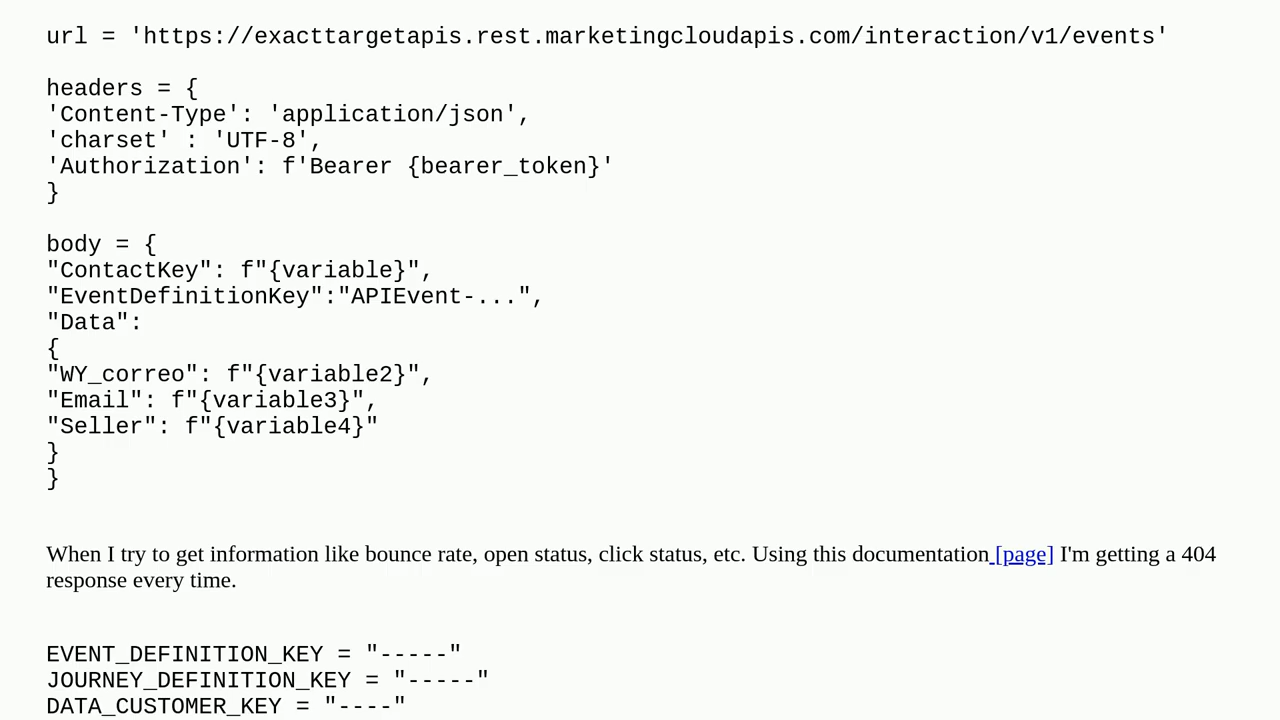 url = 'https://exacttargetapis.rest.marketingcloudapis.com/interaction/v1/events'
headers = {
'Content-Type': 'application/json',
'charset' : 'UTF-8',
'Authorization': f'Bearer {bearer_token}'
}
body = {
"ContactKey": f"{variable}",
"EventDefinitionKey":"APIEvent-...",
"Data":
{
"WY_correo": f"{variable2}",
"Email": f"{variable3}",
"Seller": f"{variable4}"
}
}
When I try to get information like bounce rate, open status, click status, etc. Using this documentation [page] I'm getting a 404
response every time.
EVENT_DEFINITION_KEY = "-----"
JOURNEY_DEFINITION_KEY = "-----"
DATA_CUSTOMER_KEY = "----"